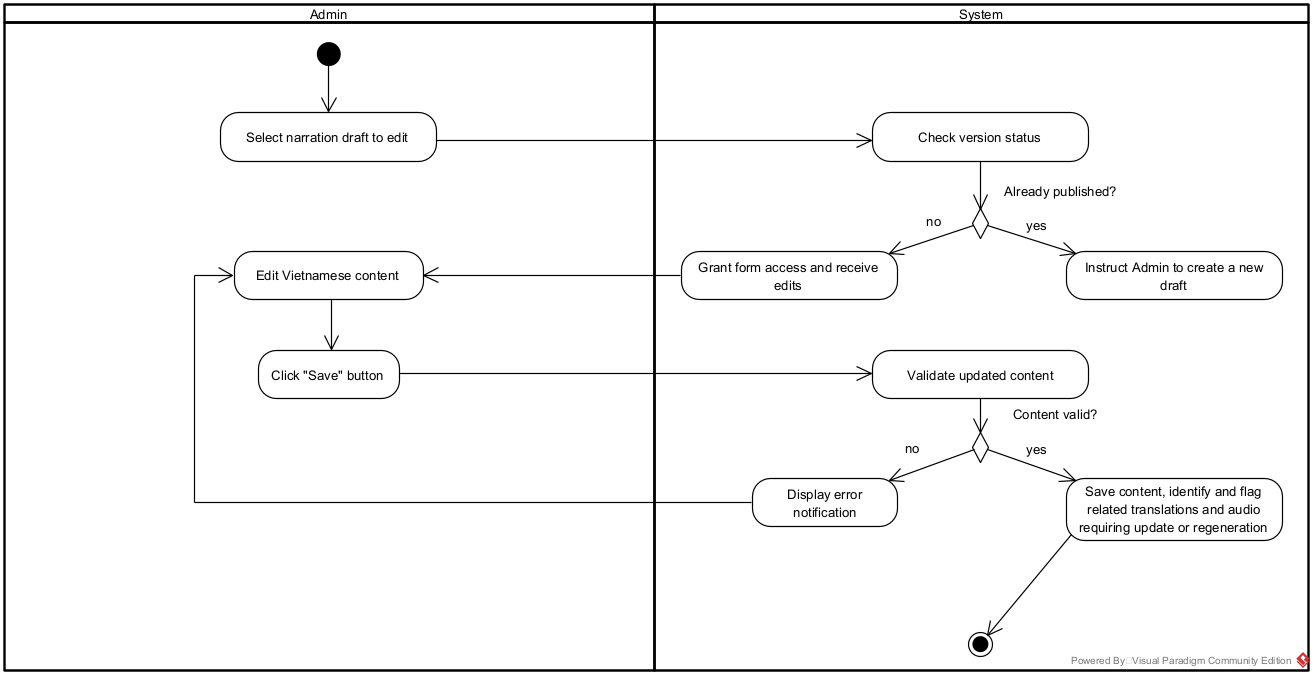 Admin
System
Select narration draft to edit
Check version status
Already published?
no
yes
Edit Vietnamese content
Grant form access and receive
edits
Instruct Admin to create a new
draft
Click "Save" button
Validate updated content
Content valid?
no
yes
Display error
notification
Save content, identify and flag
related translations and audio
requiring update or regeneration
Powered By□Visual Paradigm Community Edition